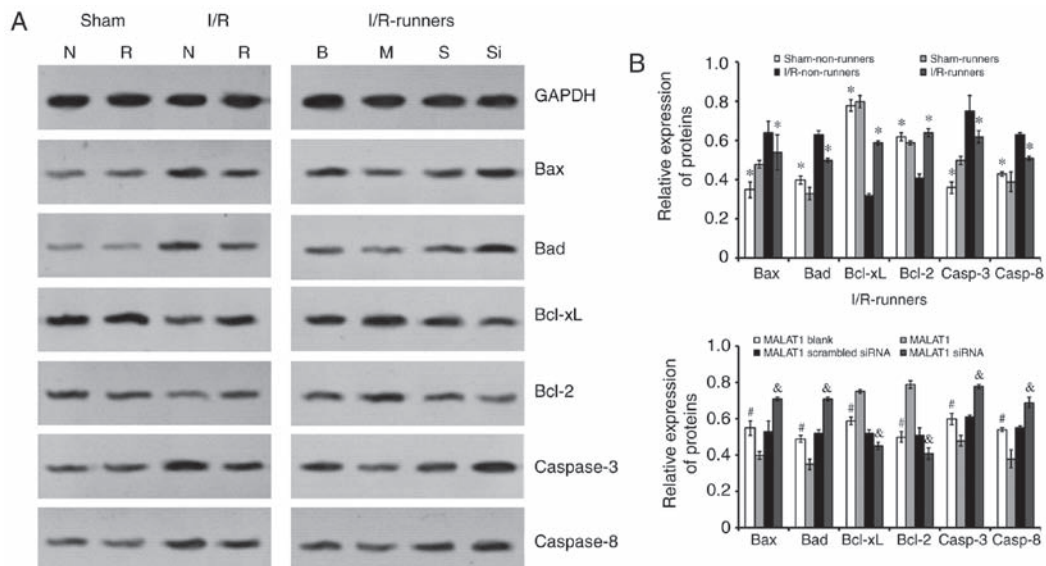 A
Sham I/R I/R-runners
N R N R B M S Si
GAPDH
Bax
Bad
Bcl-xL
Bcl-2
Caspase-3
Caspase-8
B
Sham-non-runners Sham-runners
I/R-non-runners I/R-runners
Relative expression
of proteins
1.0
0.8
0.6
0.4
0.2
0
* * * * * * * * * * * *
Bax Bad Bcl-xL Bcl-2 Casp-3 Casp-8
I/R-runners
MALAT1 blank MALAT1
MALAT1 scrambled siRNA MALAT1 siRNA
Relative expression
of proteins
1.0
0.8
0.6
0.4
0.2
0
# & # & # & # & # & # &
Bax Bad Bcl-xL Bcl-2 Casp-3 Casp-8